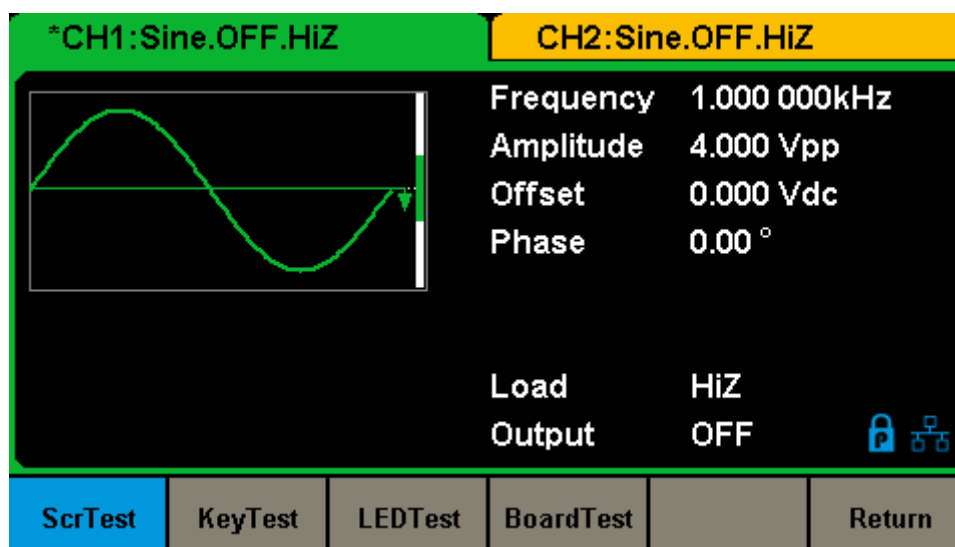 *CH1:Sine.OFF.HiZ CH2:Sine.OFF.HiZ
Frequency 1.000 000kHz
Amplitude 4.000 Vpp
Offset 0.000 Vdc
Phase 0.00 °
Load HiZ
Output OFF
P
ScrTest KeyTest LEDTest BoardTest Return